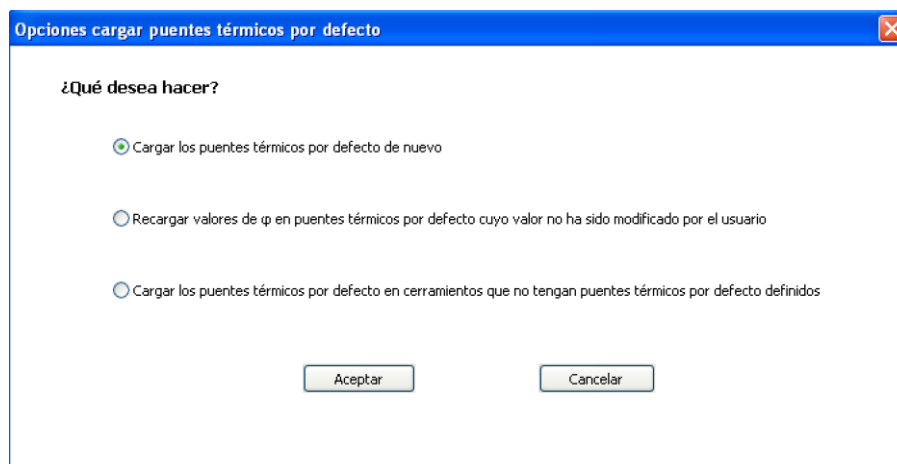 Opciones cargar puentes térmicos por defecto
¿Qué desea hacer?
Cargar los puentes térmicos por defecto de nuevo
Recargar valores de φ en puentes térmicos por defecto cuyo valor no ha sido modificado por el usuario
Cargar los puentes térmicos por defecto en cerramientos que no tengan puentes térmicos por defecto definidos
Aceptar Cancelar